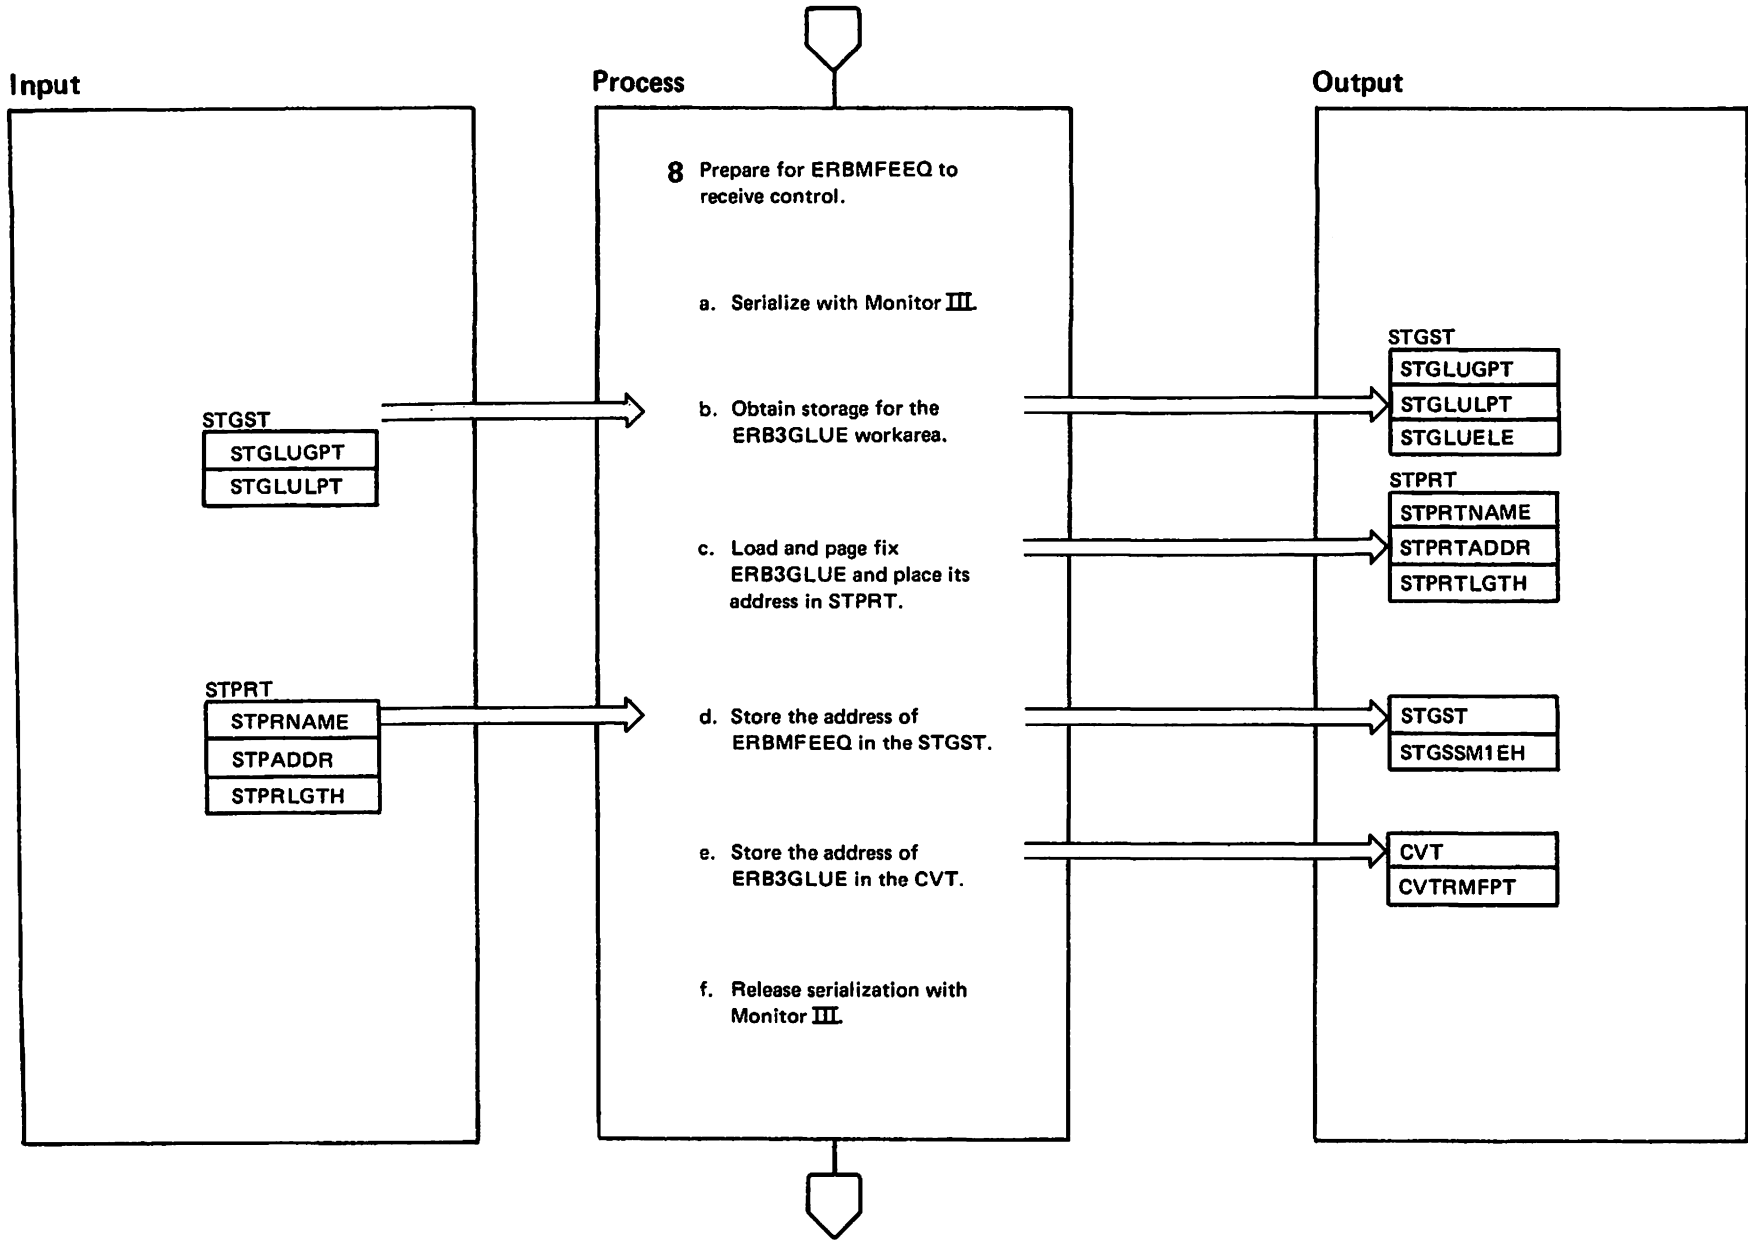 Input
Process
Output
8 Prepare for ERBMFEEQ to
receive control.
a. Serialize with Monitor III.
STGST
STGLUGPT
STGLULPT
b. Obtain storage for the
ERB3GLUE workarea.
STGST
STGLUGPT
STGLULPT
STGLUELE
c. Load and page fix
ERB3GLUE and place its
address in STPRT.
STPRT
STPRTNAME
STPRTADDR
STPRTLGTH
STPRT
STPRNAME
STPADDR
STPRLGTH
d. Store the address of
ERBMFEEQ in the STGST.
STGST
STGSSM1EH
e. Store the address of
ERB3GLUE in the CVT.
CVT
CVTRMFPT
f. Release serialization with
Monitor III.